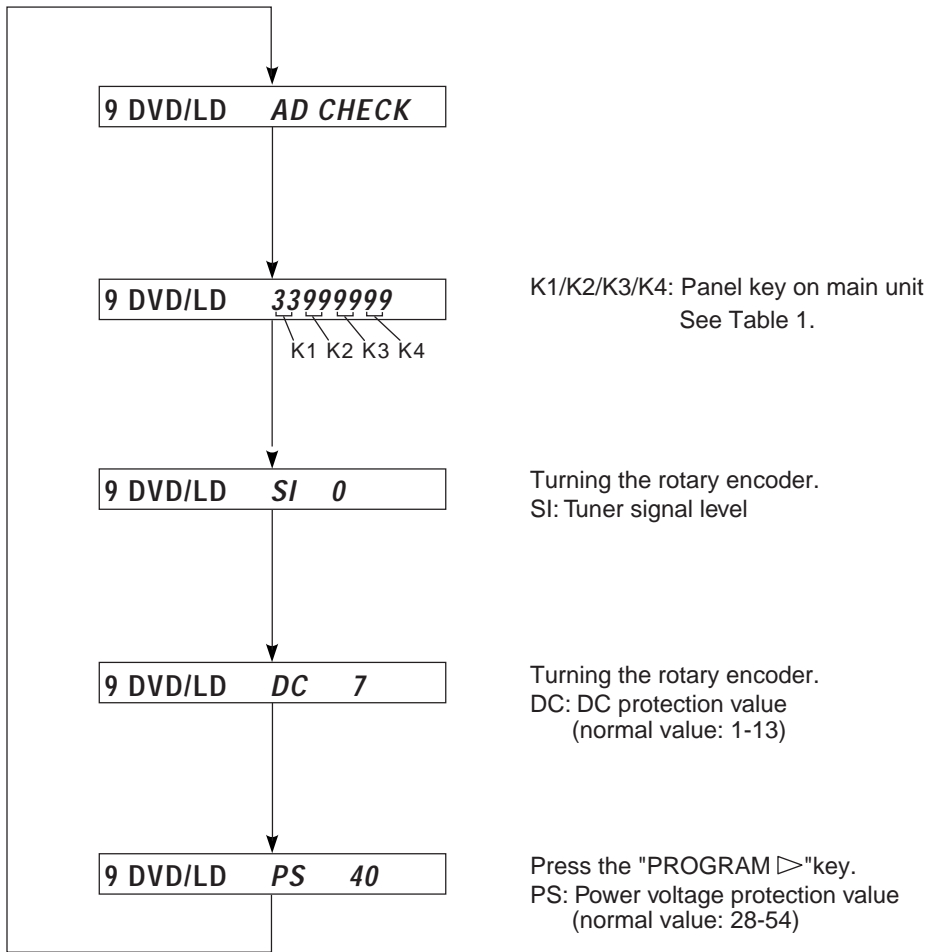 9 DVD/LD AD CHECK
9 DVD/LD 33999999
K1 K2 K3 K4
K1/K2/K3/K4: Panel key on main unit
See Table 1.
9 DVD/LD SI 0
Turning the rotary encoder.
SI: Tuner signal level
9 DVD/LD DC 7
Turning the rotary encoder.
DC: DC protection value
(normal value: 1-13)
9 DVD/LD PS 40
Press the "PROGRAM ▷"key.
PS: Power voltage protection value
(normal value: 28-54)